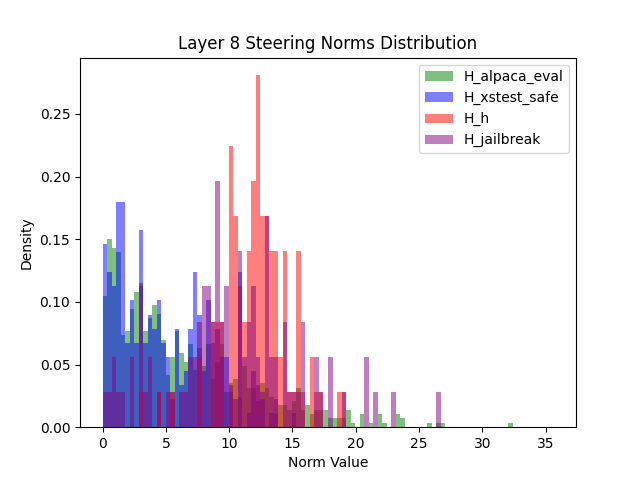 Layer 8 Steering Norms Distribution
H_alpaca_eval
H_xstest_safe
H_h
H_jailbreak
Density
0.25
0.20
0.15
0.10
0.05
0.00
0 5 10 15 20 25 30 35
Norm Value